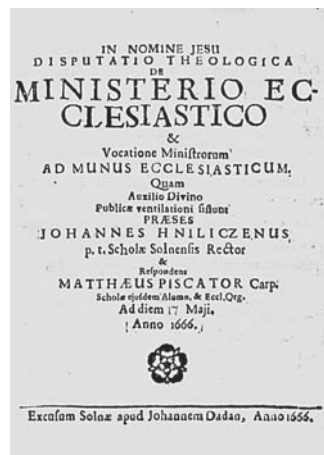 IN NOMINE JESU
DISPUTATIO THEOLOGICA
DE
MINISTERIO EC-
CLESIASTICO
&
Vocatione Miniſtrorum
AD MUNUS ECCLESIASTICUM.
Quam
Auxilio Divino
Publicæ ventilationi ſiſtunt
PRÆSES
JOHANNES HNILICZENUS,
p. t. Scholæ Solnenſis Rector
&
Reſpondens
MATTHÆUS PISCATOR Carp.
Scholæ ejuſdem Alumn. & Eccl. Org.
Ad diem 17 Maji.
Anno 1666.
Excuſum Solnæ apud Johannem Dadan, Anno 1666.